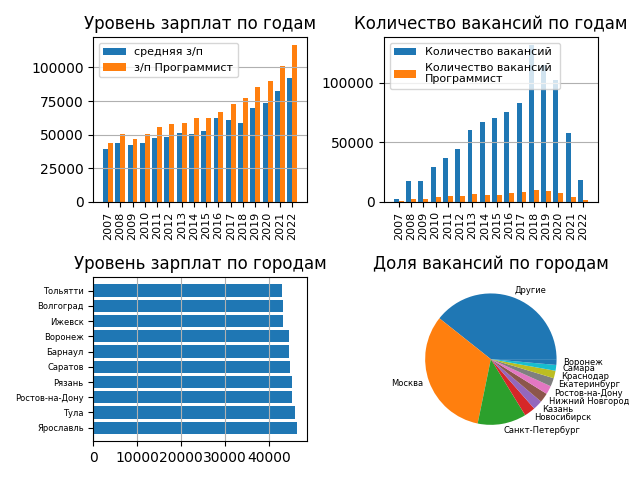 Уровень зарплат по годам
средняя з/п
з/п Программист
100000
75000
50000
25000
0
2007
2008
2009
2010
2011
2012
2013
2014
2015
2016
2017
2018
2019
2020
2021
2022
Количество вакансий по годам
Количество вакансий
Количество вакансий
Программист
100000
50000
0
2007
2008
2009
2010
2011
2012
2013
2014
2015
2016
2017
2018
2019
2020
2021
2022
Уровень зарплат по городам
Тольятти
Волгоград
Ижевск
Воронеж
Барнаул
Саратов
Рязань
Ростов-на-Дону
Тула
Ярославль
0
10000
20000
30000
40000
Доля вакансий по городам
Другие
Москва
Санкт-Петербург
Новосибирск
Казань
Нижний Новгород
Ростов-на-Дону
Екатеринбург
Краснодар
Самара
Воронеж